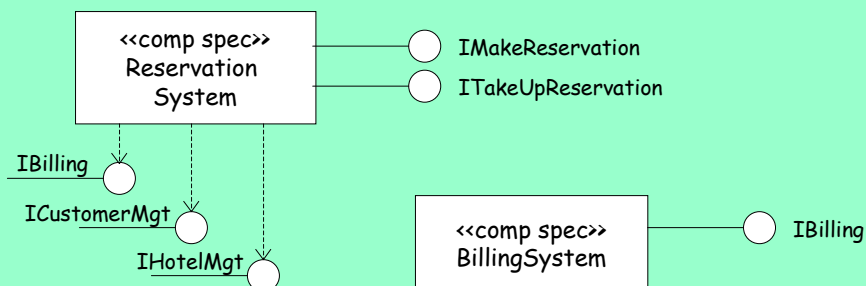 <<comp spec>>
Reservation
System
IMakeReservation
ITakeUpReservation
IBilling
ICustomerMgt
IHotelMgt
<<comp spec>>
BillingSystem
IBilling